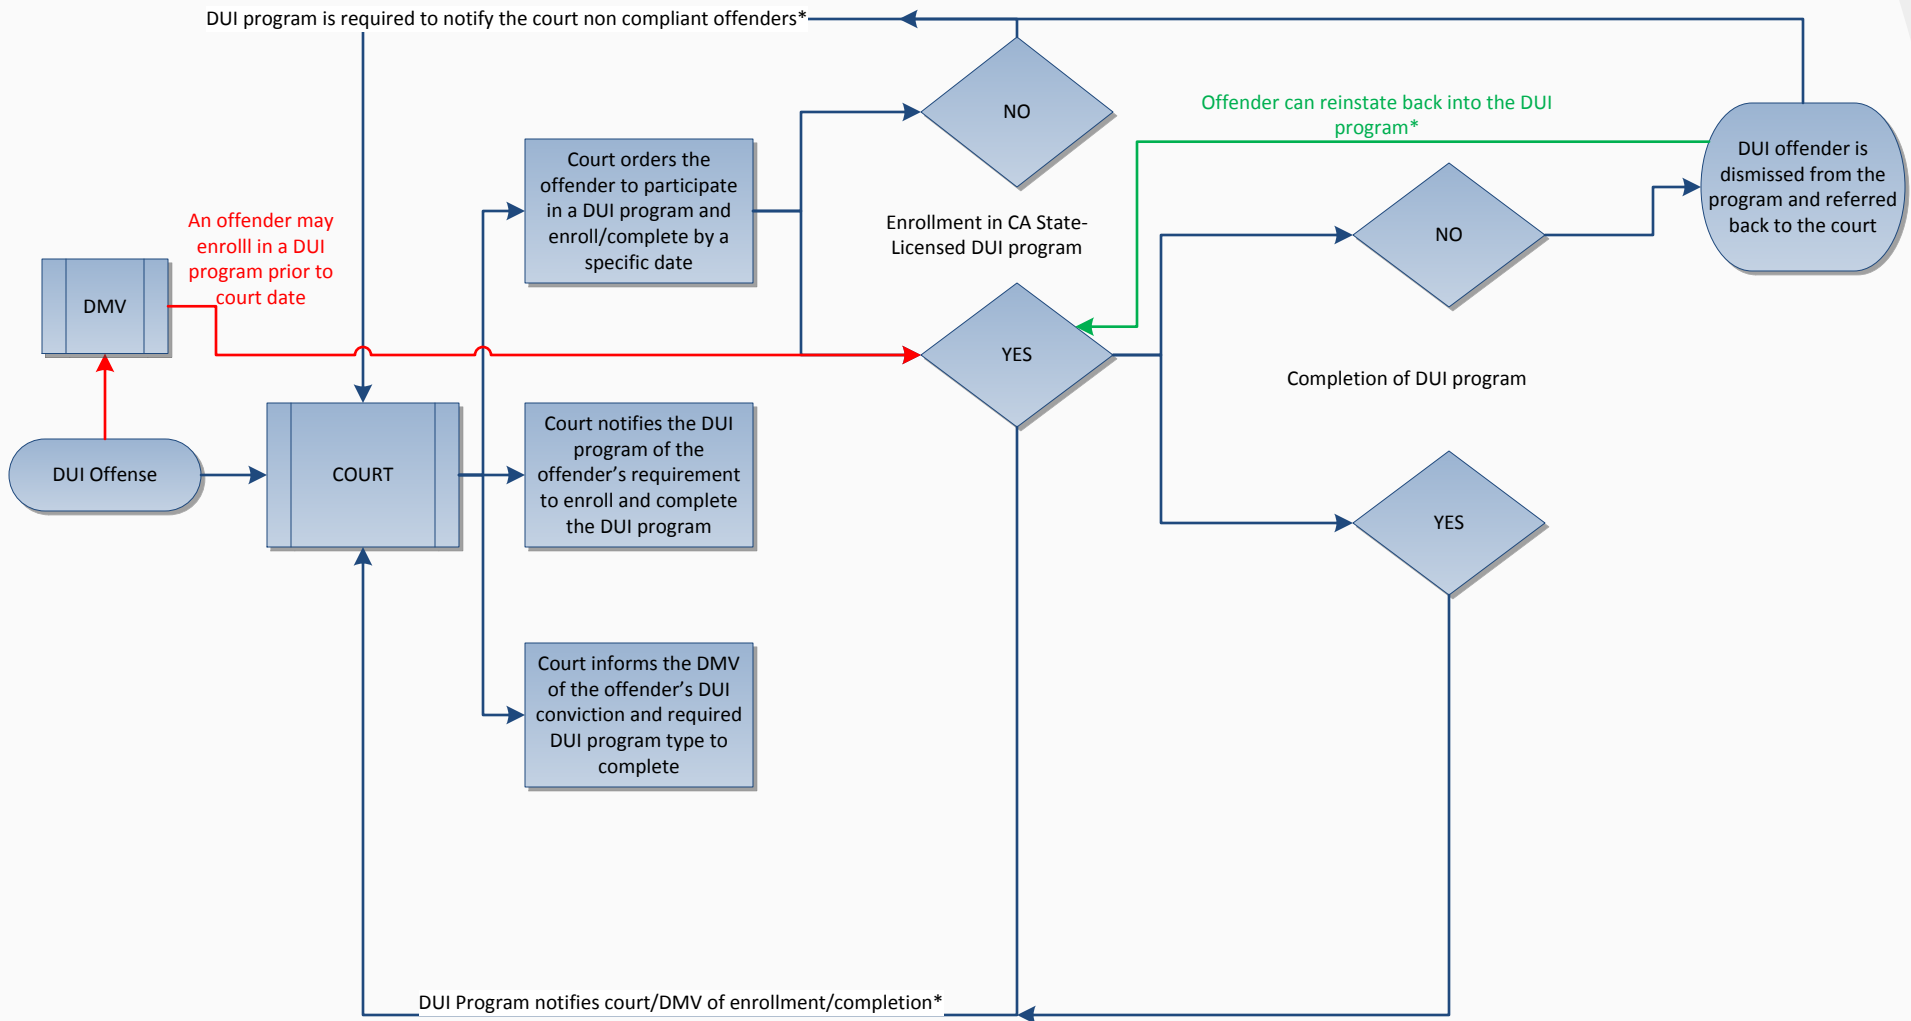 DUI program is required to notify the court non compliant offenders*
NO
Offender can reinstate back into the DUI
program*
DUI offender is
dismissed from the
program and referred
back to the court
Court orders the
offender to participate
in a DUI program and
enroll/complete by a
specific date
An offender may
enrolll in a DUI
program prior to
court date
Enrollment in CA State-
Licensed DUI program
NO
DMV
YES
Completion of DUI program
DUI Offense
COURT
Court notifies the DUI
program of the
offender’s requirement
to enroll and complete
the DUI program
YES
Court informs the DMV
of the offender’s DUI
conviction and required
DUI program type to
complete
DUI Program notifies court/DMV of enrollment/completion*